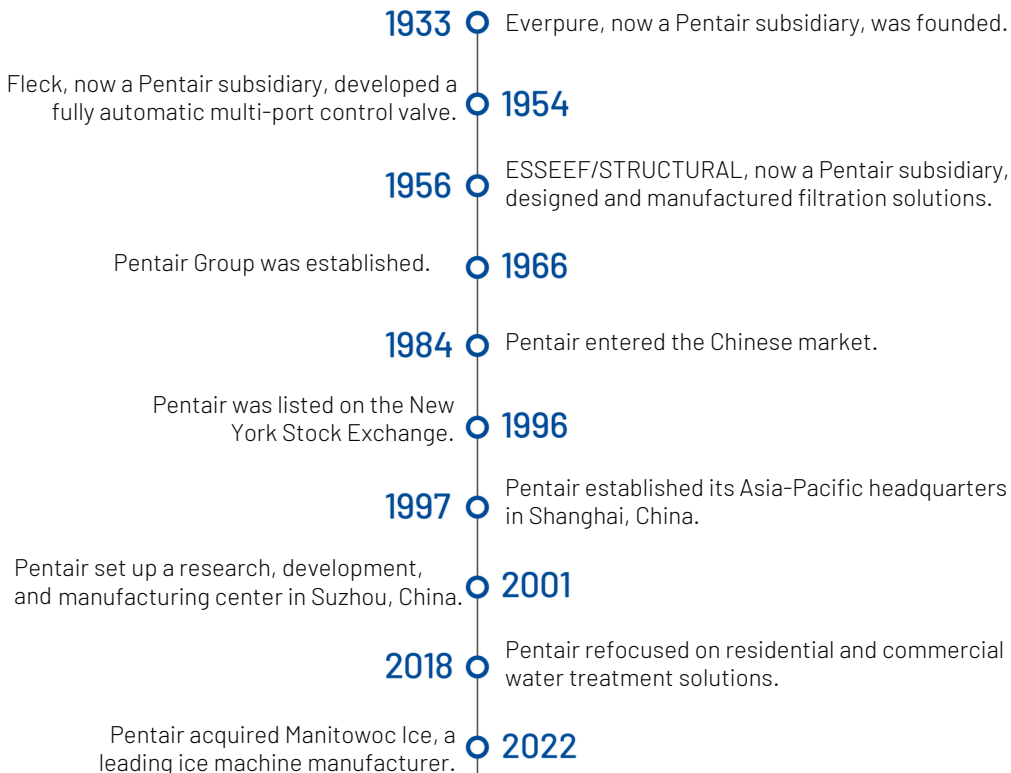 1933
Everpure, now a Pentair subsidiary, was founded.
Fleck, now a Pentair subsidiary, developed a
fully automatic multi-port control valve.
1954
1956
ESSEEF/STRUCTURAL, now a Pentair subsidiary,
designed and manufactured filtration solutions.
Pentair Group was established.
1966
1984
Pentair entered the Chinese market.
Pentair was listed on the New
York Stock Exchange.
1996
1997
Pentair established its Asia-Pacific headquarters
in Shanghai, China.
Pentair set up a research, development,
and manufacturing center in Suzhou, China.
2001
2018
Pentair refocused on residential and commercial
water treatment solutions.
Pentair acquired Manitowoc Ice, a
leading ice machine manufacturer.
2022